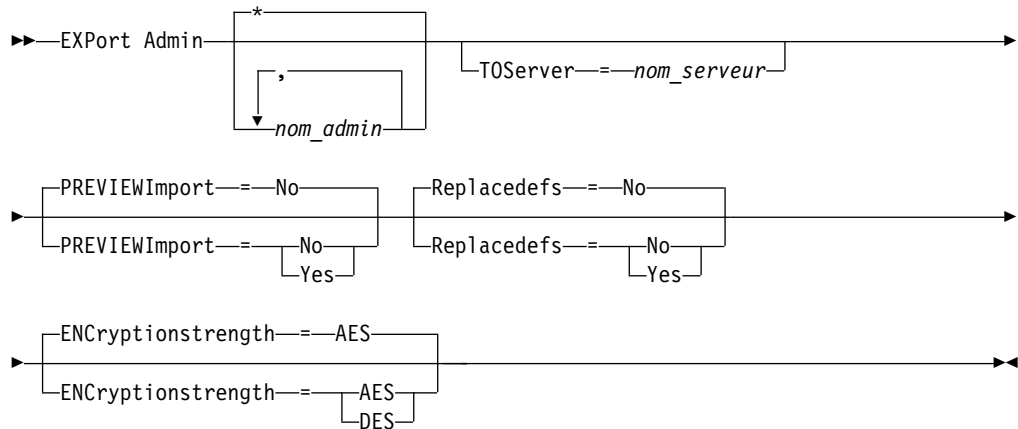 *
EXPort Admin
,
TOServer = nom_serveur
nom_admin
PREVIEWImport = No Replacedefs = No
PREVIEWImport = No Replacedefs = No
Yes Yes
ENCryptionstrength = AES
ENCryptionstrength = AES
DES